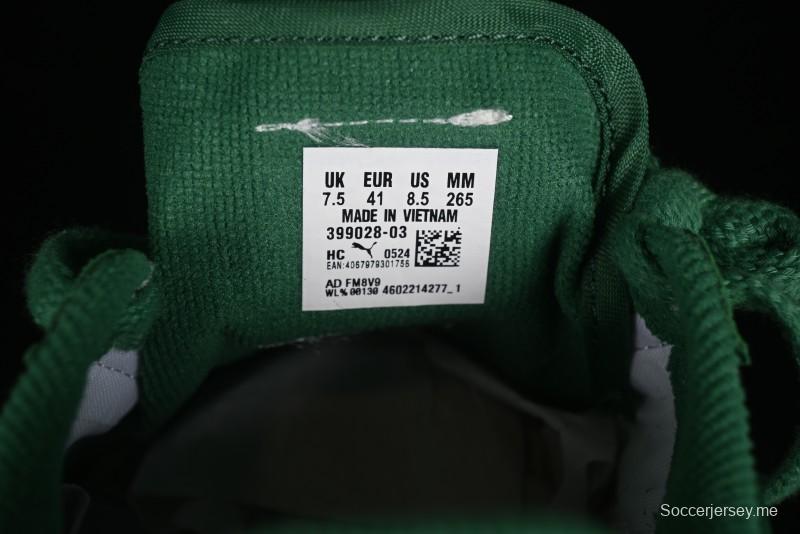 UK EUR US MM
7.5 41 8.5 265
MADE IN VIETNAM
399028-03
HC 0524
EAN:4067979301755
AD FM8V9
WL% 00130 4602214277_1
Soccerjersey.me